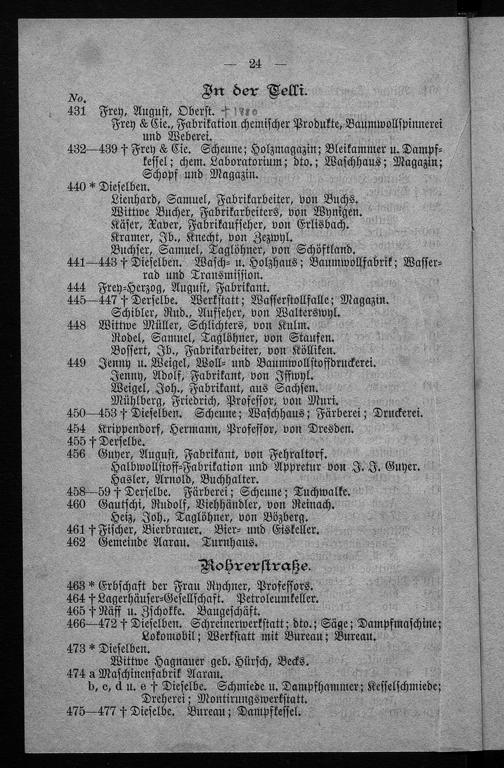 — 24 —
In der Telli.
No.
431 Frey, August, Oberst. † 1880
Frey & Cie., Fabrikation chemischer Produkte, Baumwollspinnerei
und Weberei.
432—439 † Frey & Cie. Scheune; Holzmagazin; Bleikammer u. Dampf-
kessel; chem. Laboratorium; dto.; Waschhaus; Magazin;
Schopf und Magazin.
440 * Dieselben.
Lienhard, Samuel, Fabrikarbeiter, von Buchs.
Wittwe Bucher, Fabrikarbeiters, von Wynigen.
Käser, Xaver, Fabrikaufseher, von Erlisbach.
Kramer, Jb., Knecht, von Zezwyl.
Buchser, Samuel, Taglöhner, von Schöftland.
441—443 † Dieselben. Wasch- u. Holzhaus; Baumwollfabrik; Wasser-
rad und Transmission.
444 Frey-Herzog, August, Fabrikant.
445—447 † Derselbe. Werkstatt; Wasserstoffalle; Magazin.
Schibler, Rud., Aufseher, von Walterswyl.
448 Wittwe Müller, Schlichters, von Kulm.
Rodel, Samuel, Taglöhner, von Staufen.
Bossert, Jb., Fabrikarbeiter, von Kölliken.
449 Jenny u. Weigel, Woll- und Baumwollstoffdruckerei.
Jenny, Adolf, Fabrikant, von Iffwyl.
Weigel, Joh., Fabrikant, aus Sachsen.
Mühlberg, Friedrich, Professor, von Muri.
450—453 † Dieselben. Scheune; Waschhaus; Färberei; Druckerei.
454 Krippendorf, Hermann, Professor, von Dresden.
455 † Derselbe.
456 Guyer, August, Fabrikant, von Fehraltorf.
Halbwollstoff-Fabrikation und Appretur von J. J. Guyer.
Hasler, Arnold, Buchhalter.
458—59 † Derselbe. Färberei; Scheune; Tuchwalke.
460 Gautschi, Rudolf, Viehhändler, von Reinach.
Heiz, Joh., Taglöhner, von Bözberg.
461 † Fischer, Bierbrauer. Bier- und Eiskeller.
462 Gemeinde Aarau. Turnhaus.
Rohrerstraße.
463 * Erbschaft der Frau Rychner, Professors.
464 † Lagerhäuser-Gesellschaft. Petroleumkeller.
465 † Näff u. Zschokke. Baugeschäft.
466—472 † Dieselben. Schreinerwerkstatt; dto.; Säge; Dampfmaschine;
Lokomobil; Werkstatt mit Bureau; Bureau.
473 * Dieselben.
Wittwe Hagnauer geb. Hürsch, Becks.
474 a Maschinenfabrik Aarau.
b, c, d u. e † Dieselbe. Schmiede u. Dampfhammer; Kesselschmiede;
Dreherei; Montirungswerkstatt.
475—477 † Dieselbe. Bureau; Dampfkessel.